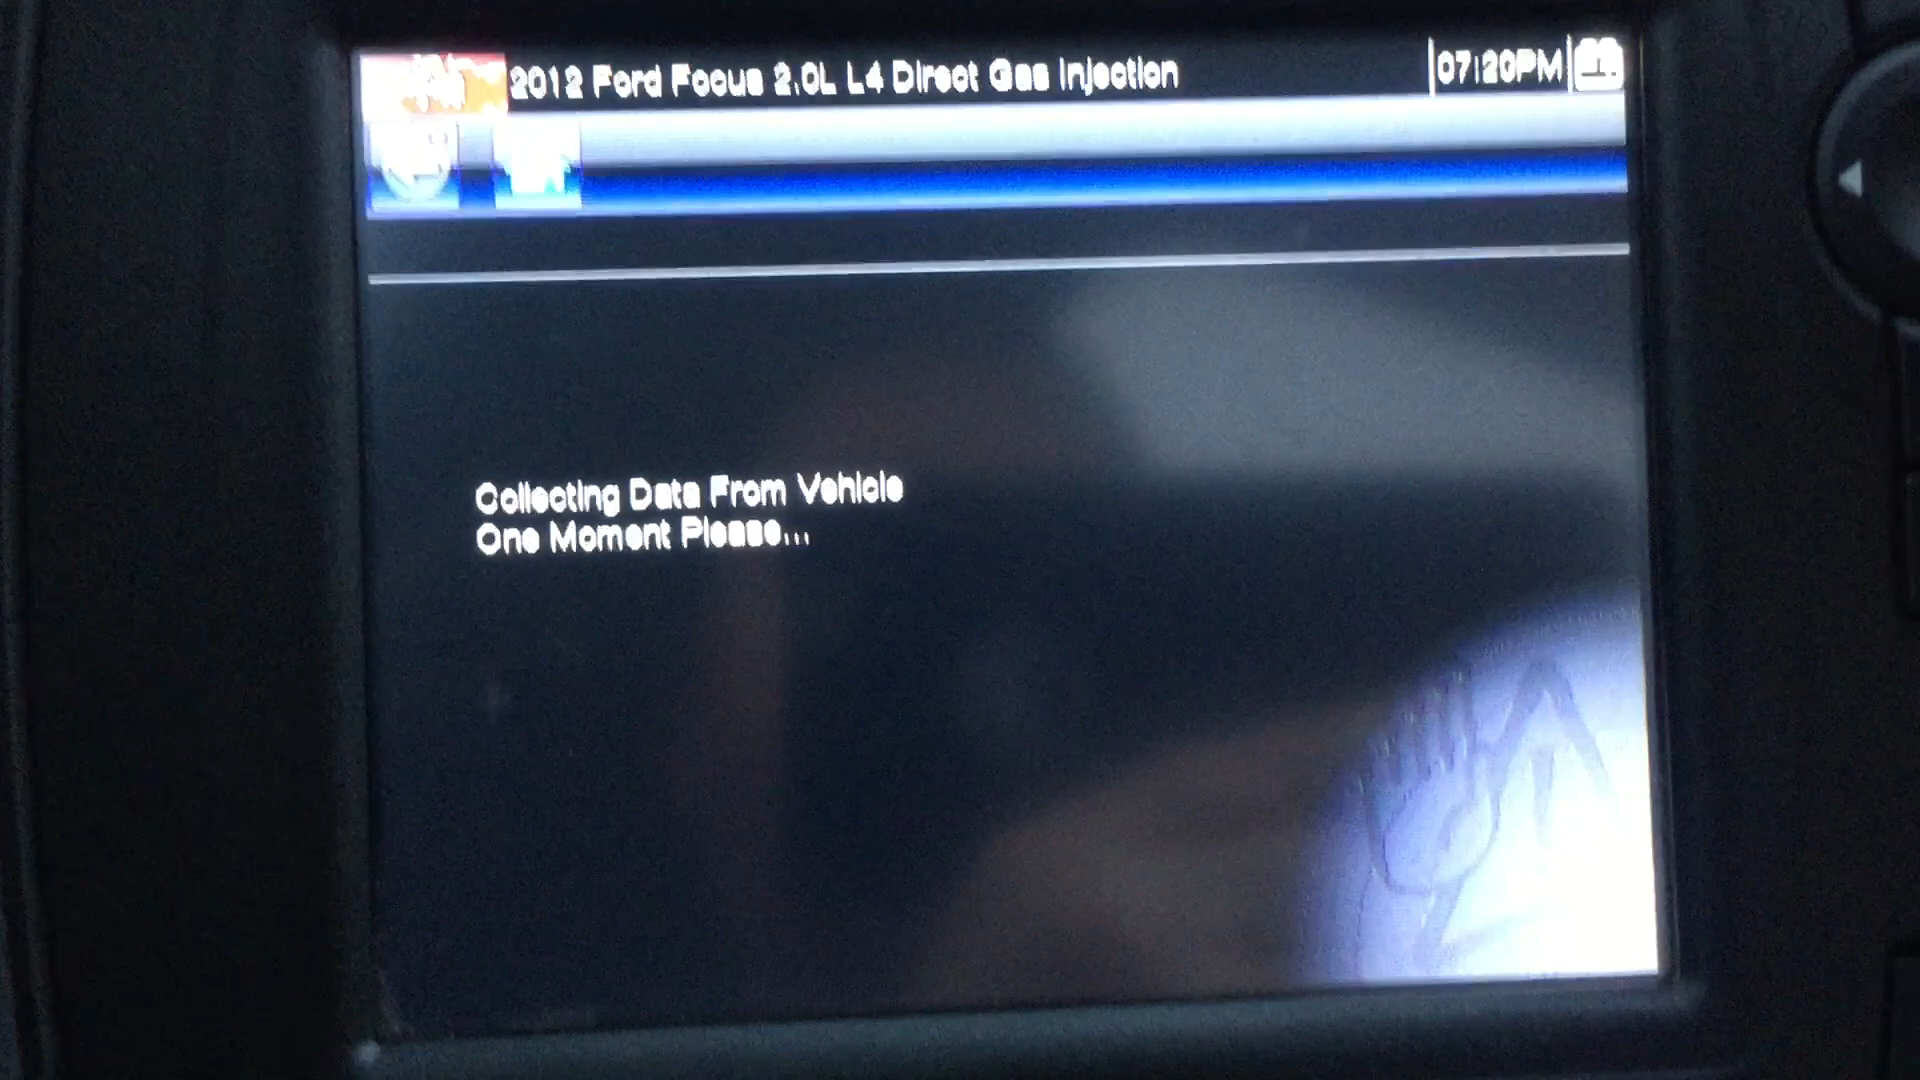 2012 Ford Focus 2.0L L4 Direct Gas Injection
07:20PM
Collecting Data From Vehicle
One Moment Please...